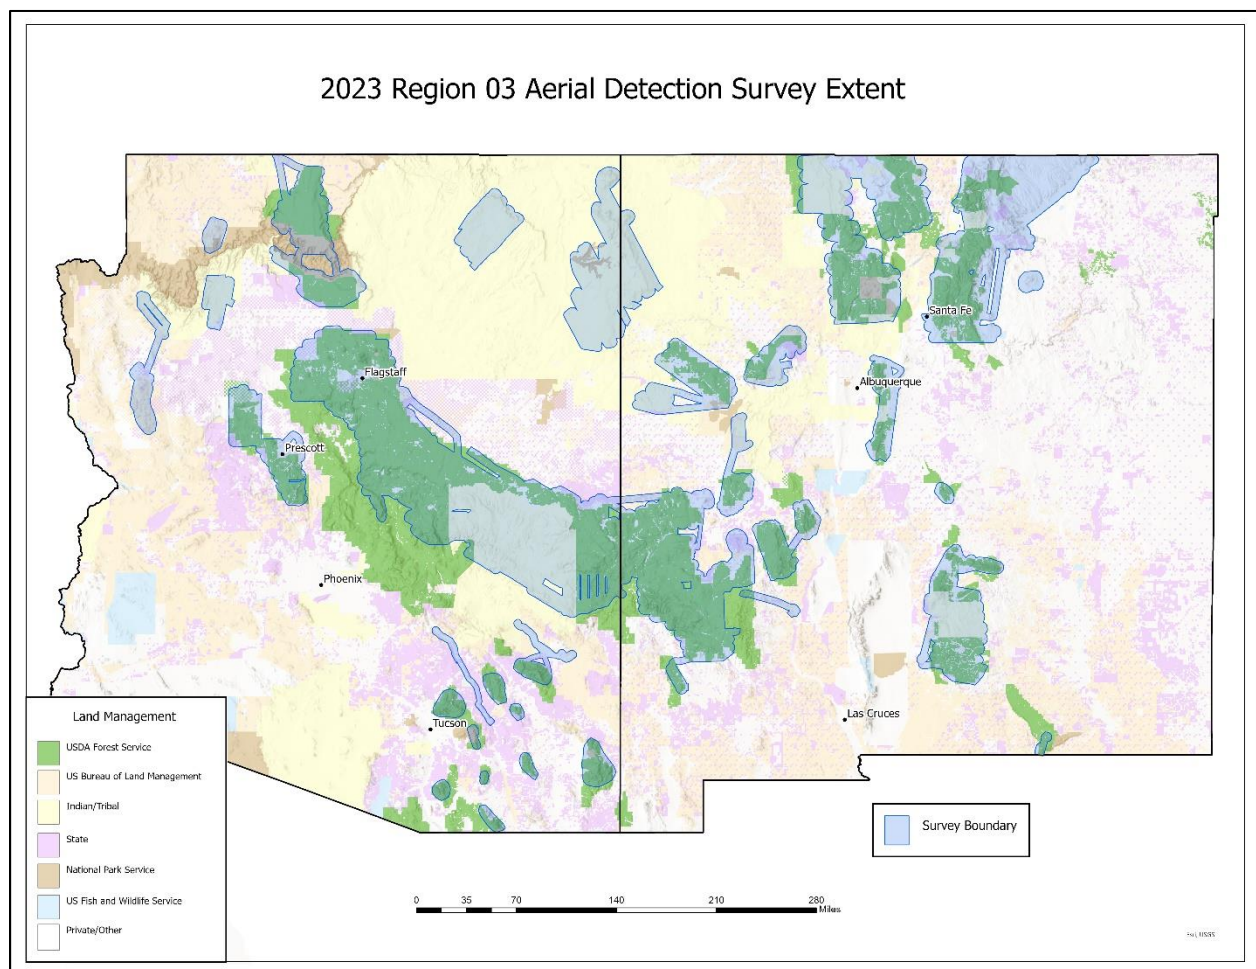 2023 Region 03 Aerial Detection Survey Extent
Santa Fe
Flagstaff
Albuquerque
Prescott
Phoenix
Las Cruces
Tucson
Land Management
USDA Forest Service
US Bureau of Land Management
Indian/Tribal
State
National Park Service
US Fish and Wildlife Service
Private/Other
Survey Boundary
0 35 70 140 210 280
Miles
Esri, USGS